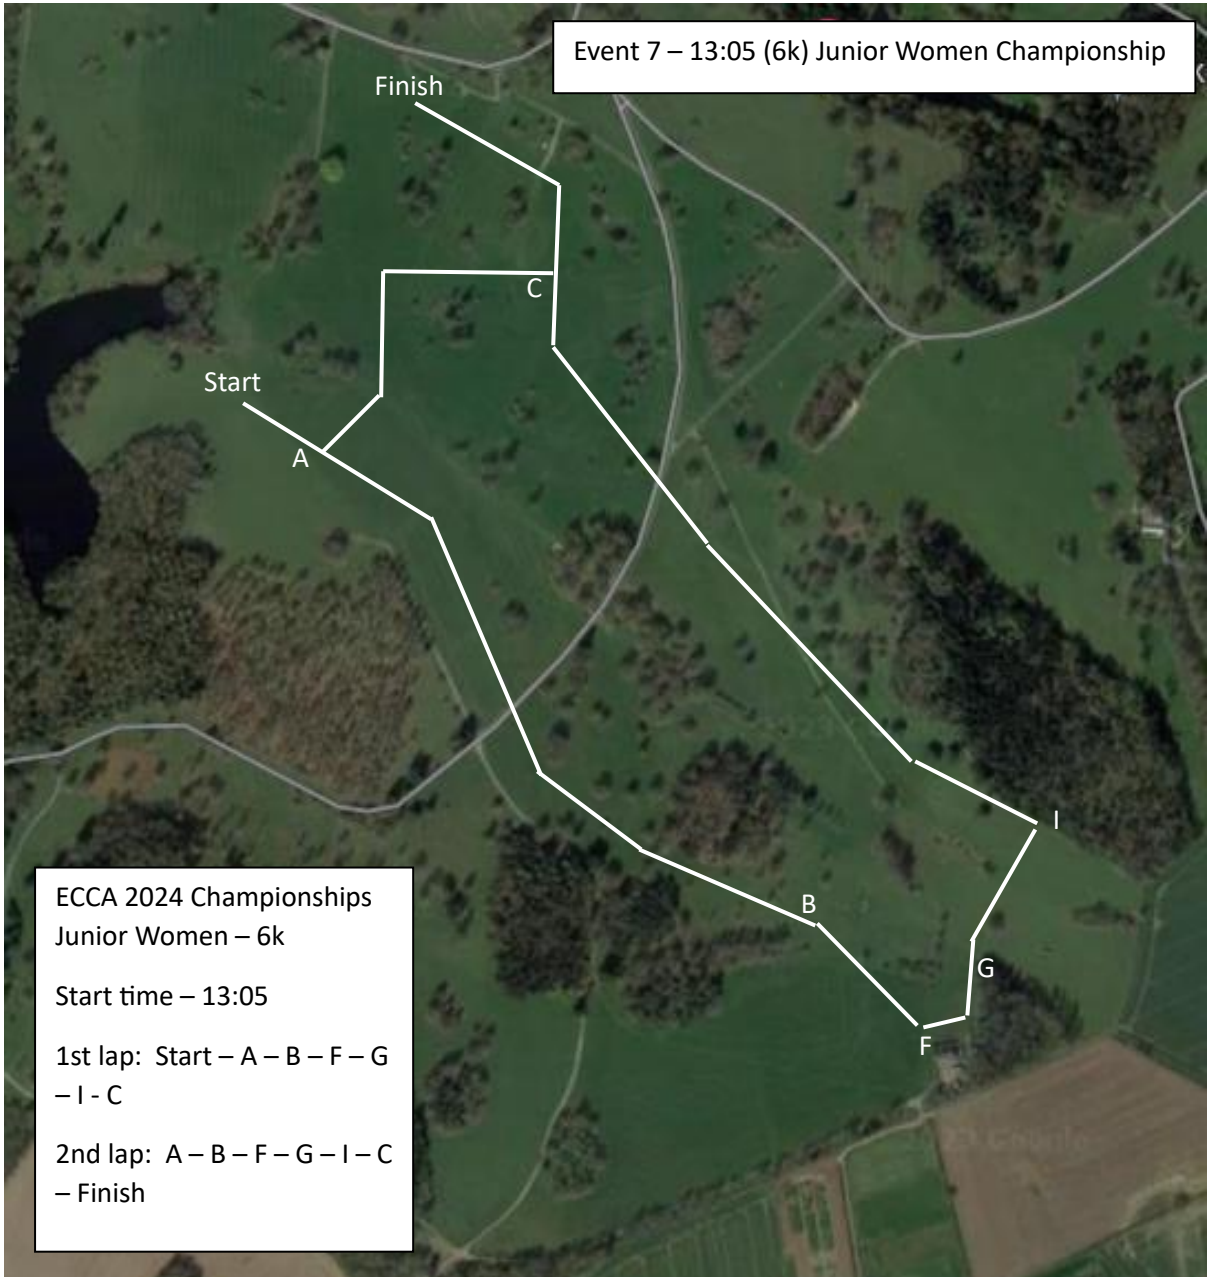 Event 7 – 13:05 (6k) Junior Women Championship
Finish
C
Start
A
I
B
G
F
ECCA 2024 Championships
Junior Women – 6k
Start time – 13:05
1st lap:  Start – A – B – F – G
– I - C
2nd lap:  A – B – F – G – I – C
– Finish